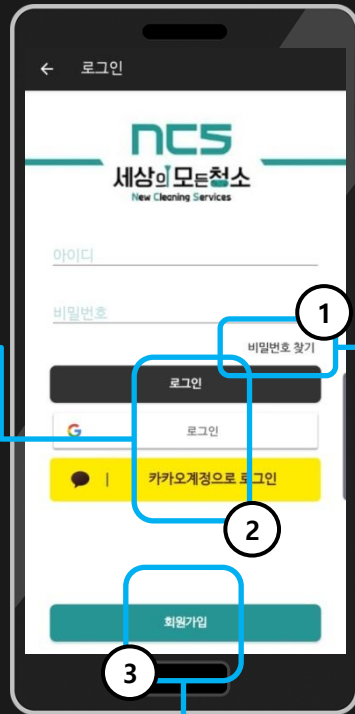 로그인
ncs
세상의모든청소
New Cleaning Services
아이디
비밀번호
1
비밀번호 찾기
로그인
G 로그인
| 카카오계정으로 로그인
2
회원가입
3